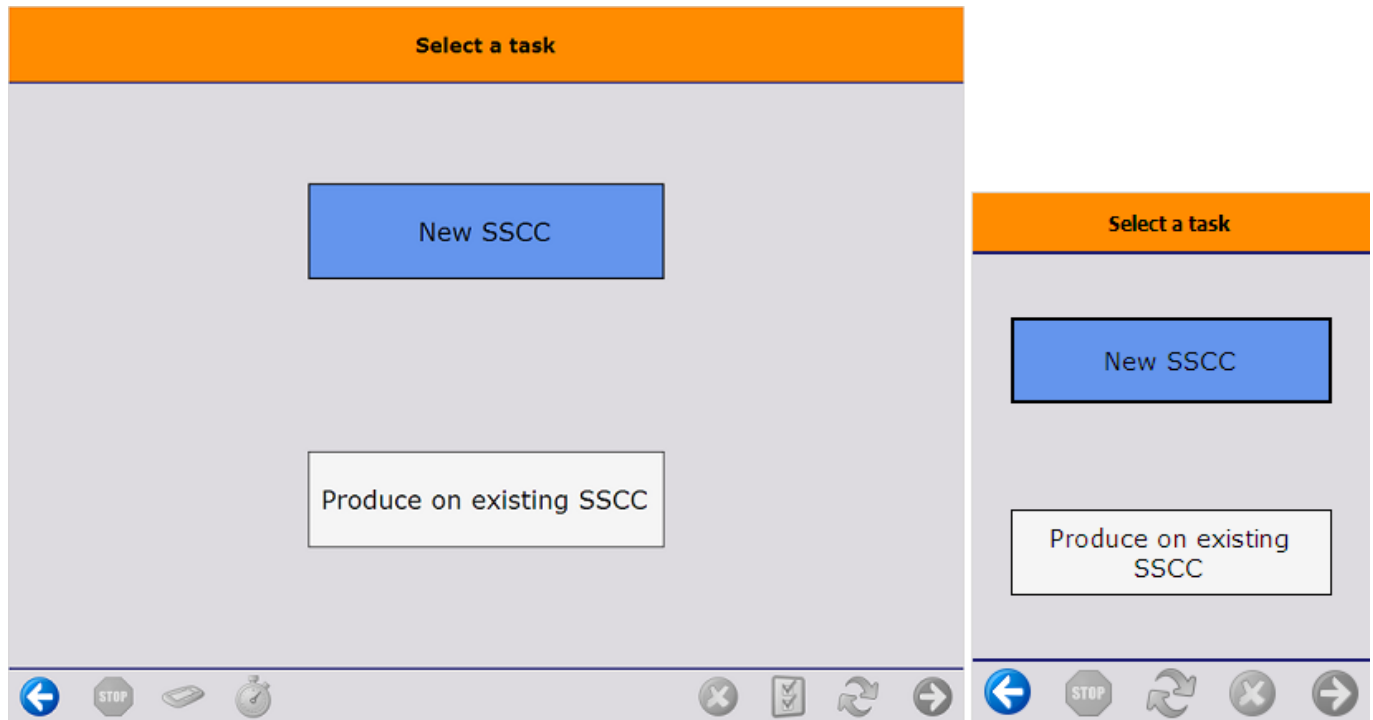 Select a task
New SSCC
Produce on existing SSCC
STOP
Select a task
New SSCC
Produce on existing
SSCC
STOP